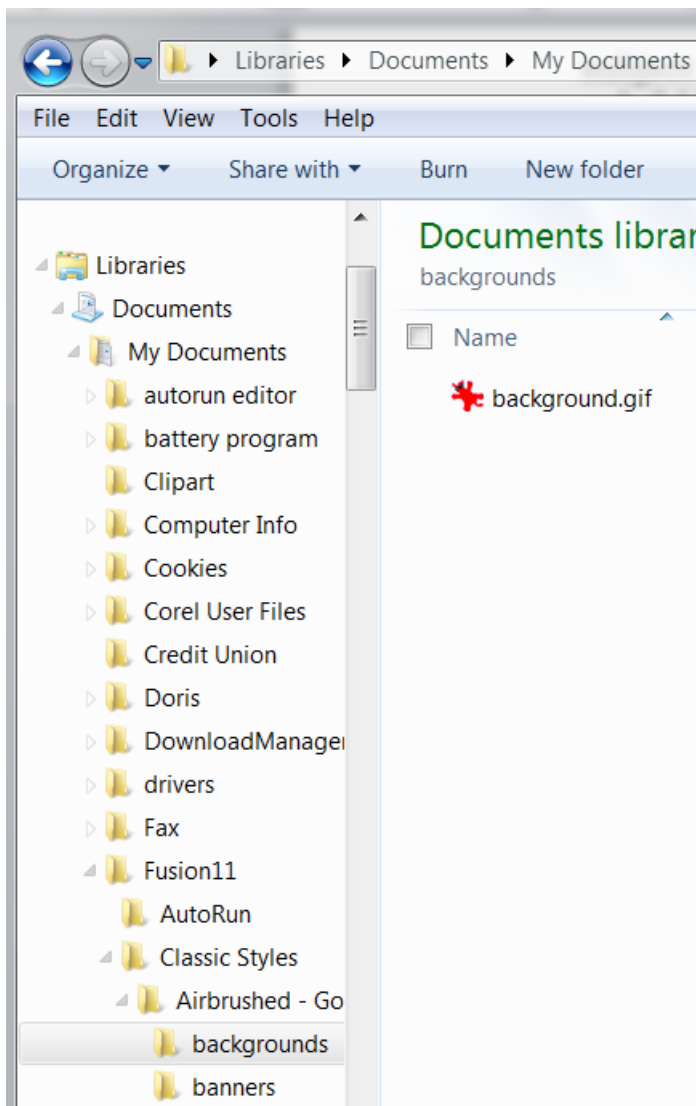 Libraries Documents My Documents
File Edit View Tools Help
Organize Share with Burn New folder
Documents librar
backgrounds
Name
background.gif
Libraries
Documents
My Documents
autorun editor
battery program
Clipart
Computer Info
Cookies
Corel User Files
Credit Union
Doris
DownloadManager
drivers
Fax
Fusion11
AutoRun
Classic Styles
Airbrushed - Go
backgrounds
banners